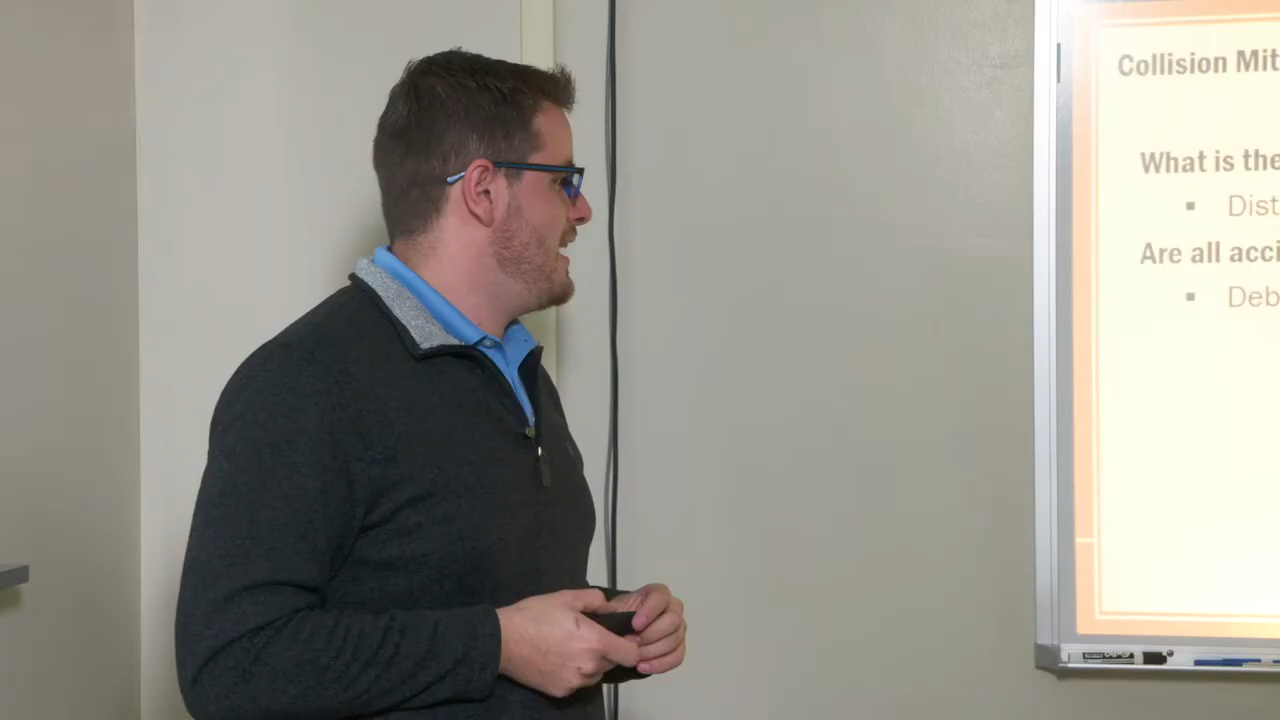 Collision Mit
What is the
▪ Dist
Are all acci
▪ Deb